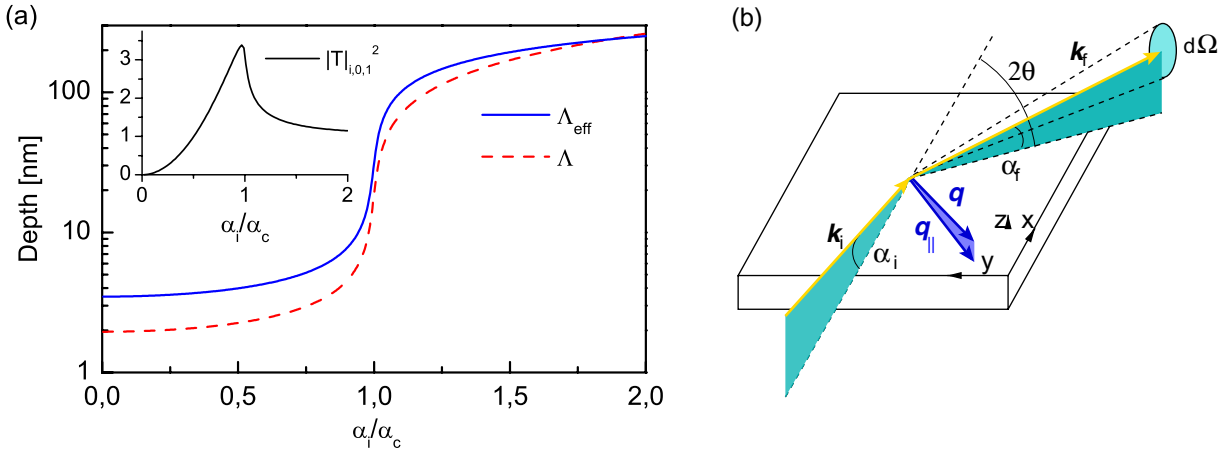 (a)
Depth [nm]
100
10
1
0,0 0,5 1,0 1,5 2,0
αi/αc
3
2
1
0
0 1 2
αi/αc
|T|i,0,1²
Λeff
Λ
(b)
dΩ
kf
2θ
αf
q
q||
z x
y
ki
αi